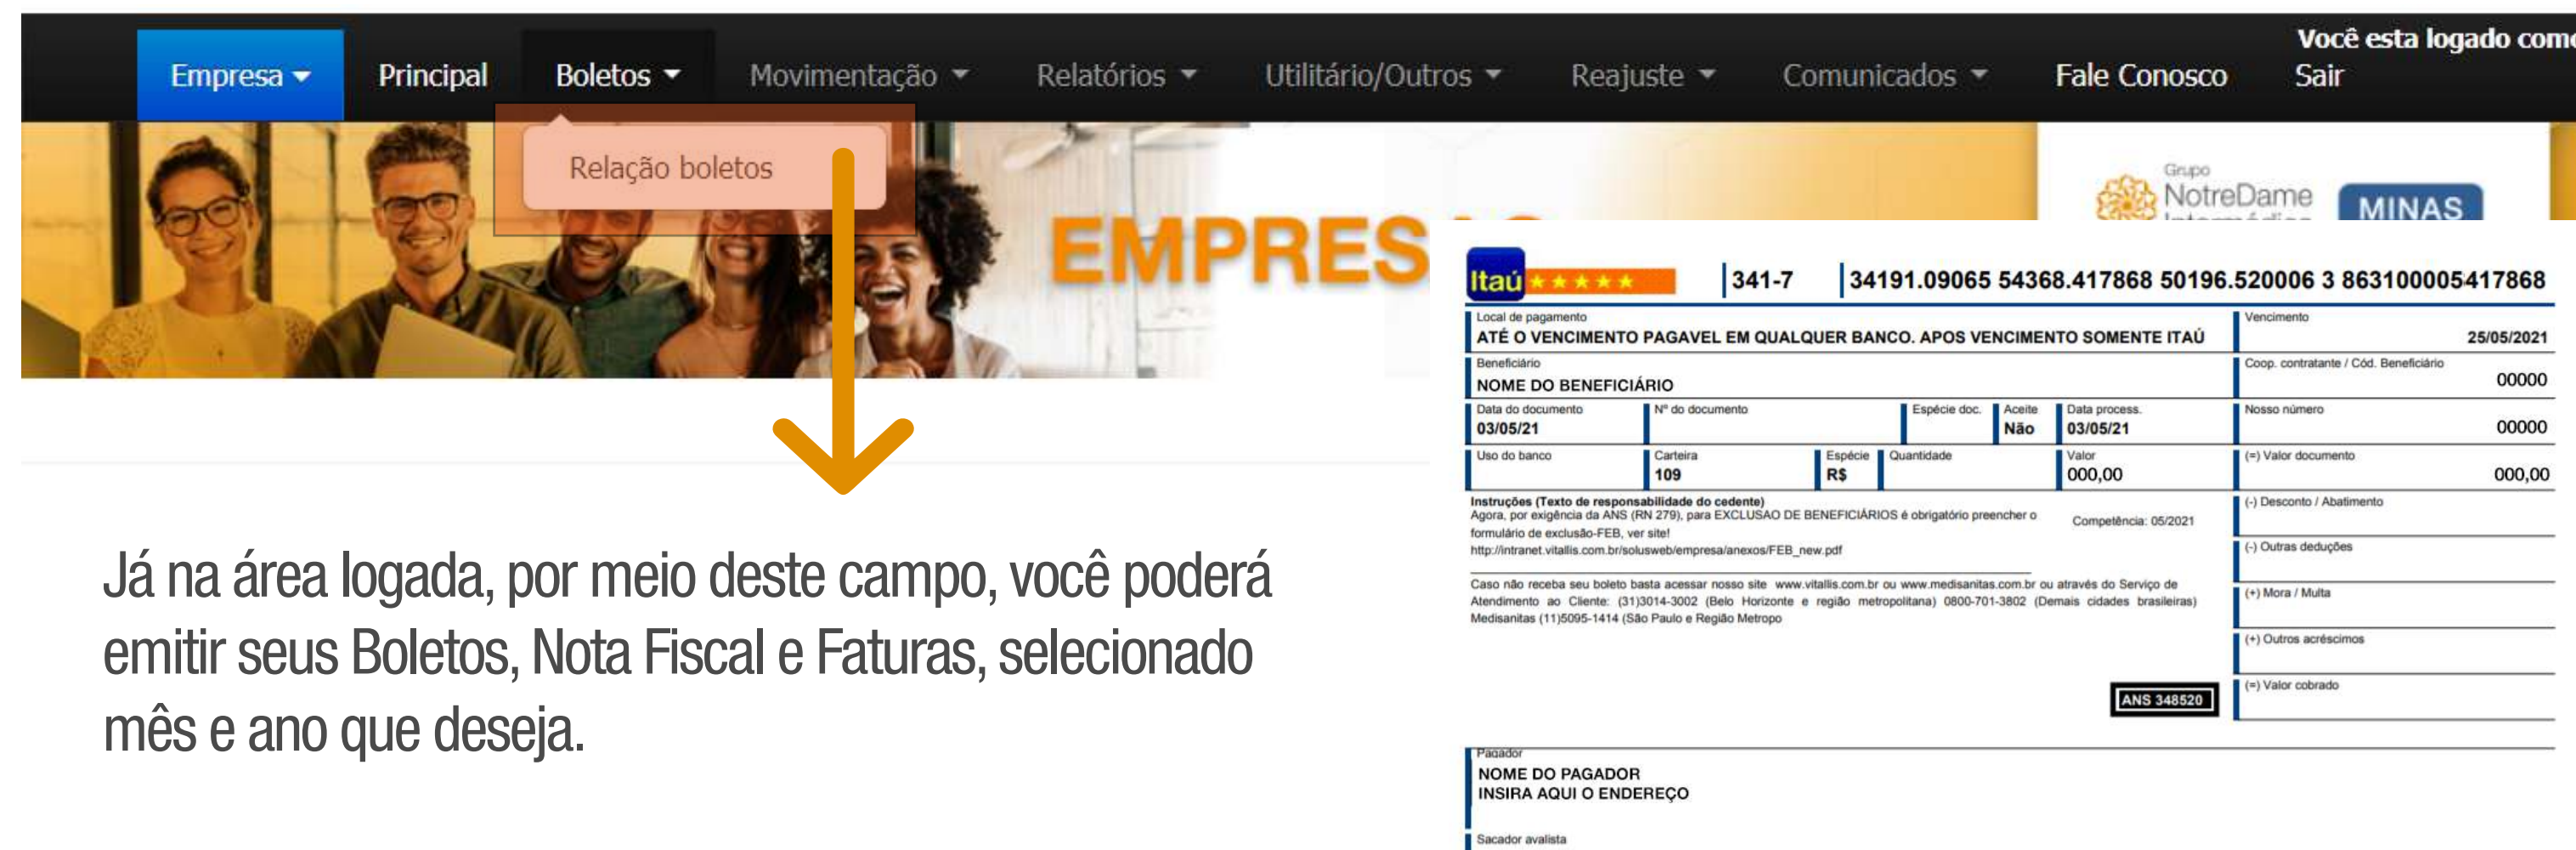 Você esta logado como
Empresa Principal Boletos Movimentação Relatórios Utilitário/Outros Reajuste Comunicados Fale Conosco Sair
Relação boletos
Grupo
NotreDame
MINAS
EMPRES
Itaú 341-7 34191.09065 54368.417868 50196.520006 3 863100005417868
Local de pagamento Vencimento
ATÉ O VENCIMENTO PAGAVEL EM QUALQUER BANCO. APOS VENCIMENTO SOMENTE ITAÚ 25/05/2021
Beneficiário Coop. contratante / Cód. Beneficiário
NOME DO BENEFICIÁRIO 00000
Data do documento Nº do documento Espécie doc. Aceite Data process. Nosso número
03/05/21 Não 03/05/21 00000
Uso do banco Carteira Espécie Quantidade Valor (=) Valor documento
109 R$ 000,00 000,00
Instruções (Texto de responsabilidade do cedente) (-) Desconto / Abatimento
Agora, por exigência da ANS (RN 279), para EXCLUSAO DE BENEFICIÁRIOS é obrigatório preencher o Competência: 05/2021
formulário de exclusão-FEB, ver site!
http://intranet.vitallis.com.br/solusweb/empresa/anexos/FEB_new.pdf (-) Outras deduções
Caso não receba seu boleto basta acessar nosso site www.vitallis.com.br ou www.medisanitas.com.br ou através do Serviço de
Atendimento ao Cliente: (31)3014-3002 (Belo Horizonte e região metropolitana) 0800-701-3802 (Demais cidades brasileiras) (+) Mora / Multa
Medisanitas (11)5095-1414 (São Paulo e Região Metropo
(+) Outros acréscimos
(=) Valor cobrado
ANS 348520
Pagador
NOME DO PAGADOR
INSIRA AQUI O ENDEREÇO
Sacador avalista
Já na área logada, por meio deste campo, você poderá
emitir seus Boletos, Nota Fiscal e Faturas, selecionado
mês e ano que deseja.